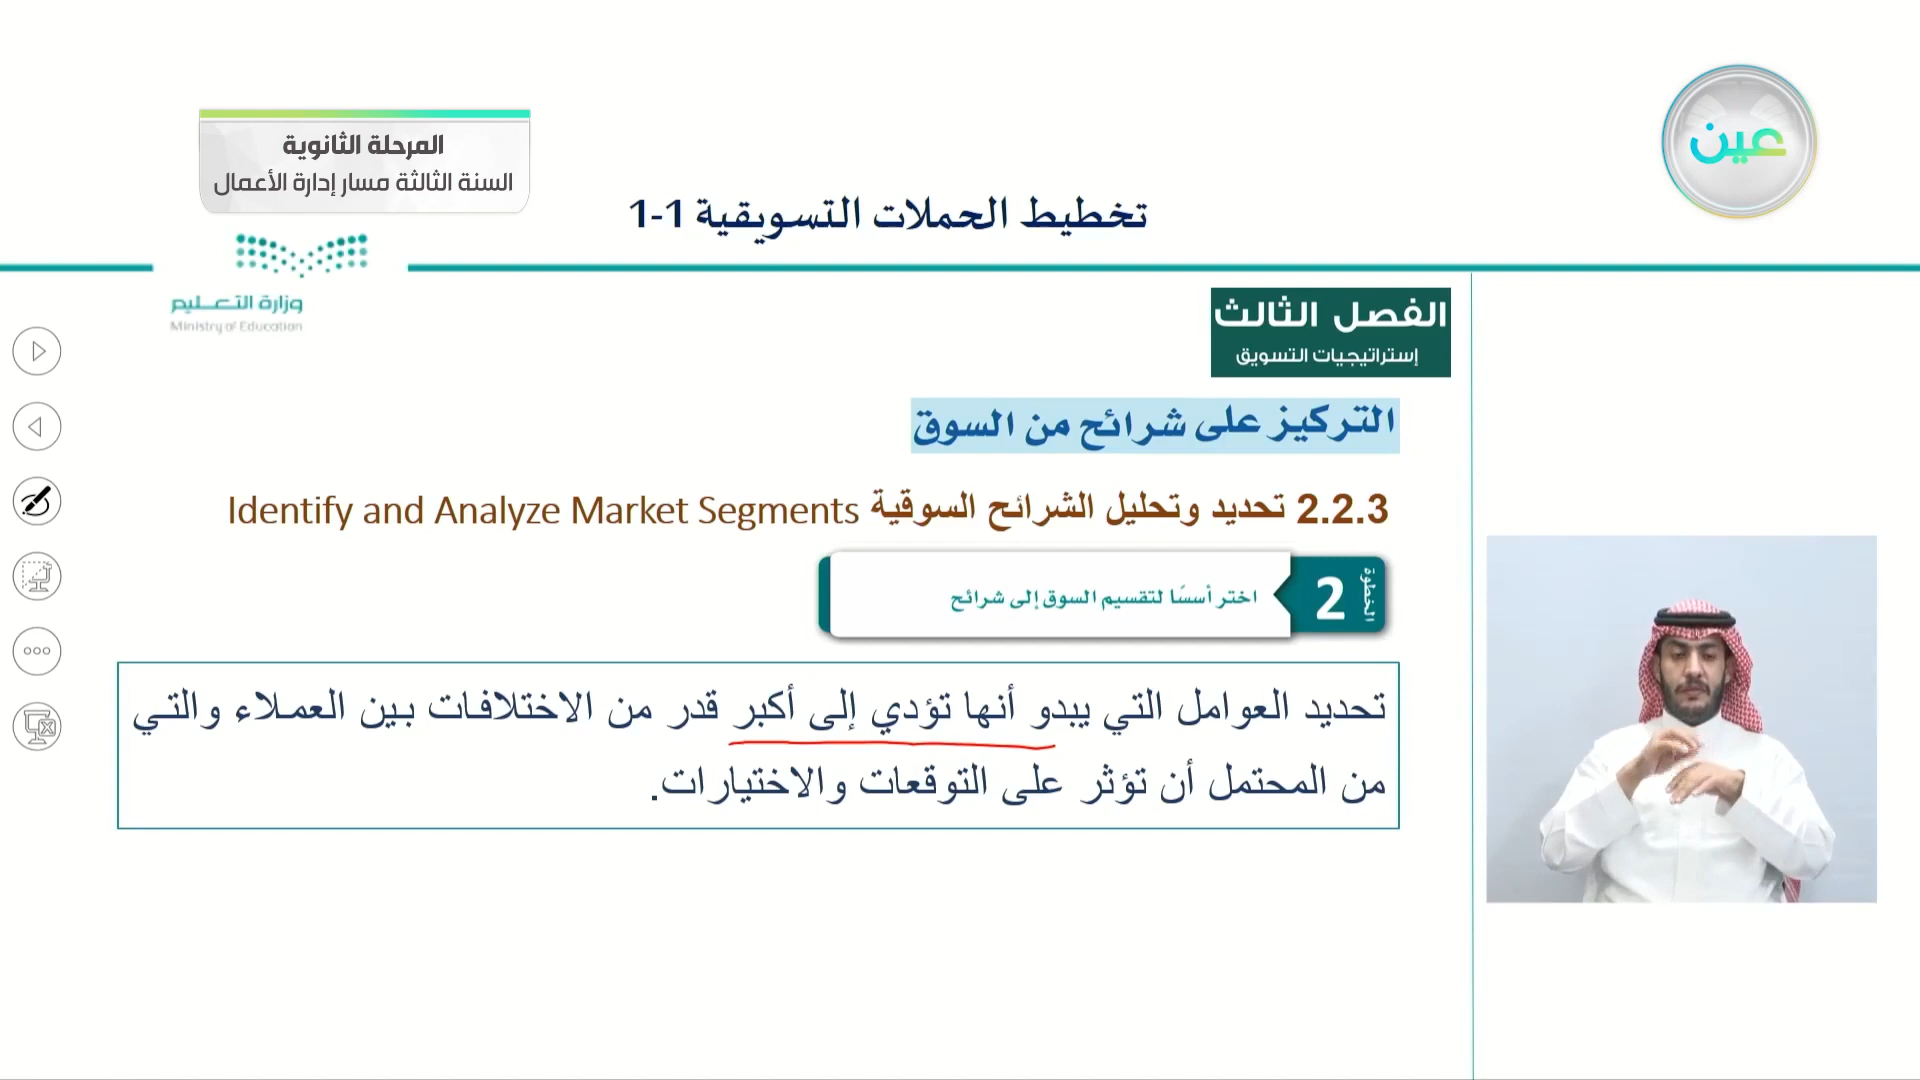 عين
المرحلة الثانوية
السنة الثالثة مسار إدارة الأعمال
تخطيط الحملات التسويقية 1-1
وزارة التعليم
Ministry of Education
الفصل الثالث
إستراتيجيات التسويق
التركيز على شرائح من السوق
2.2.3 تحديد وتحليل الشرائح السوقية Identify and Analyze Market Segments
الخطوة 2
اختر أسسًا لتقسيم السوق إلى شرائح
تحديد العوامل التي يبدو أنها تؤدي إلى أكبر قدر من الاختلافات بين العملاء والتي
من المحتمل أن تؤثر على التوقعات والاختيارات.